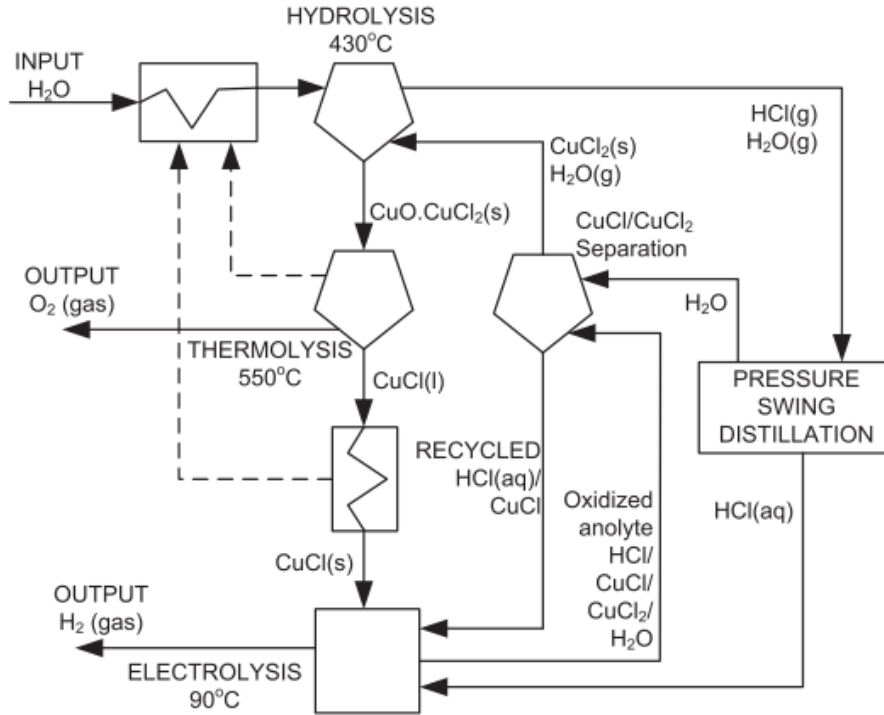 HYDROLYSIS
430°C
INPUT
H₂O
HCl(g)
H₂O(g)
CuCl₂(s)
H₂O(g)
CuO.CuCl₂(s)
CuCl/CuCl₂
Separation
OUTPUT
O₂ (gas)
H₂O
THERMOLYSIS
550°C
CuCl(l)
PRESSURE
SWING
DISTILLATION
RECYCLED
HCl(aq)/
CuCl
Oxidized
anolyte
HCl/
CuCl/
CuCl₂/
H₂O
HCl(aq)
CuCl(s)
OUTPUT
H₂ (gas)
ELECTROLYSIS
90°C